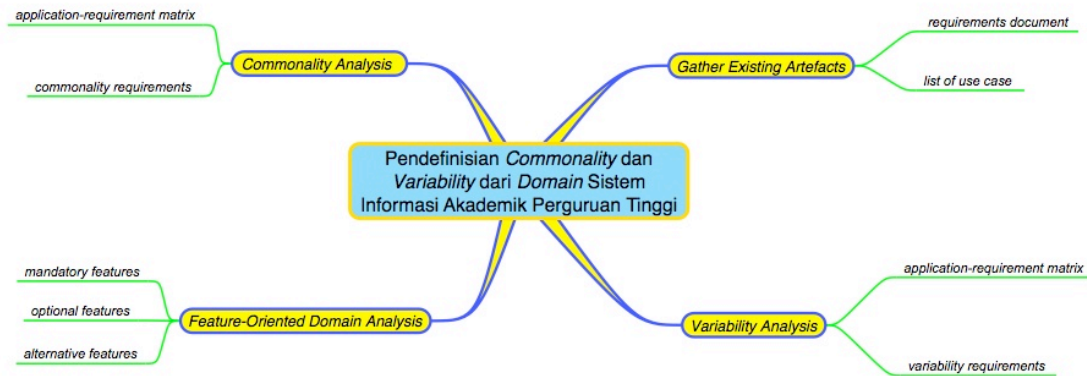 application-requirement matrix
Commonality Analysis
commonality requirements
requirements document
Gather Existing Artefacts
list of use case
Pendefinisian Commonality dan
Variability dari Domain Sistem
Informasi Akademik Perguruan Tinggi
mandatory features
optional features
Feature-Oriented Domain Analysis
alternative features
application-requirement matrix
Variability Analysis
variability requirements